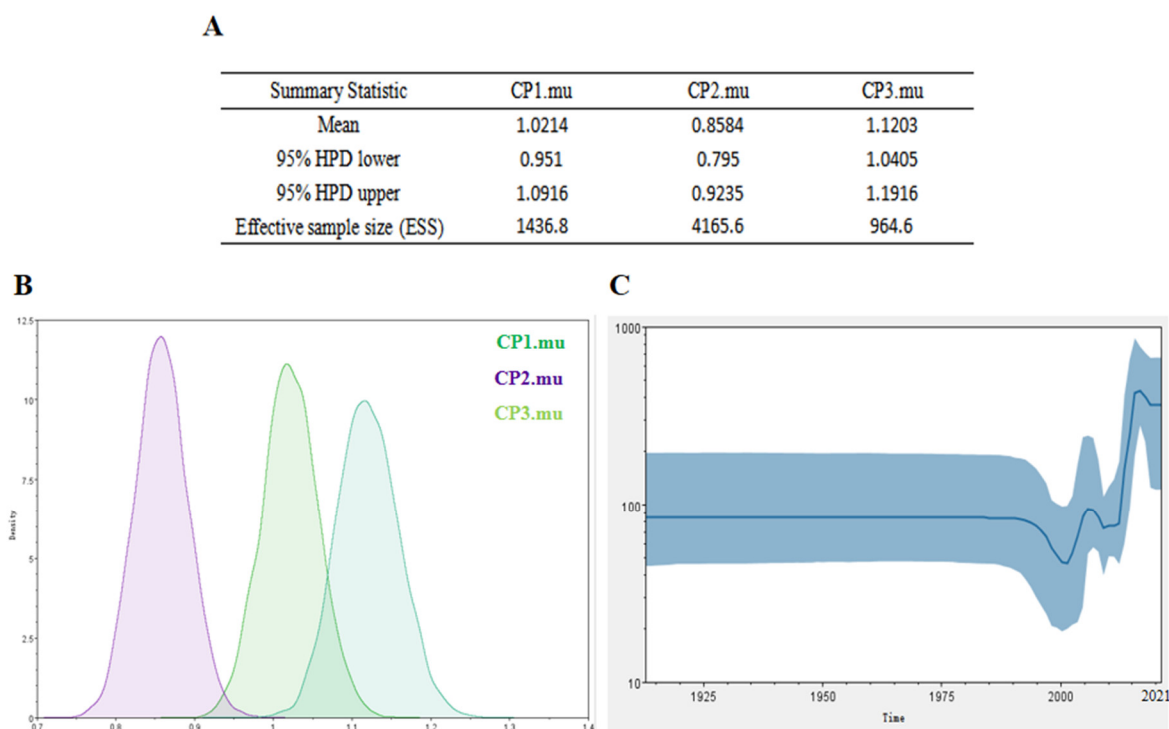 A
Summary Statistic CP1.mu CP2.mu CP3.mu
Mean 1.0214 0.8584 1.1203
95% HPD lower 0.951 0.795 1.0405
95% HPD upper 1.0916 0.9235 1.1916
Effective sample size (ESS) 1436.8 4165.6 964.6
B
12.5
10
7.5
5
2.5
0
Density
0.7 0.8 0.9 1 1.1 1.2 1.3 1.4
CP1.mu
CP2.mu
CP3.mu
C
1000
100
10
1925 1950 1975 2000 2021
Time